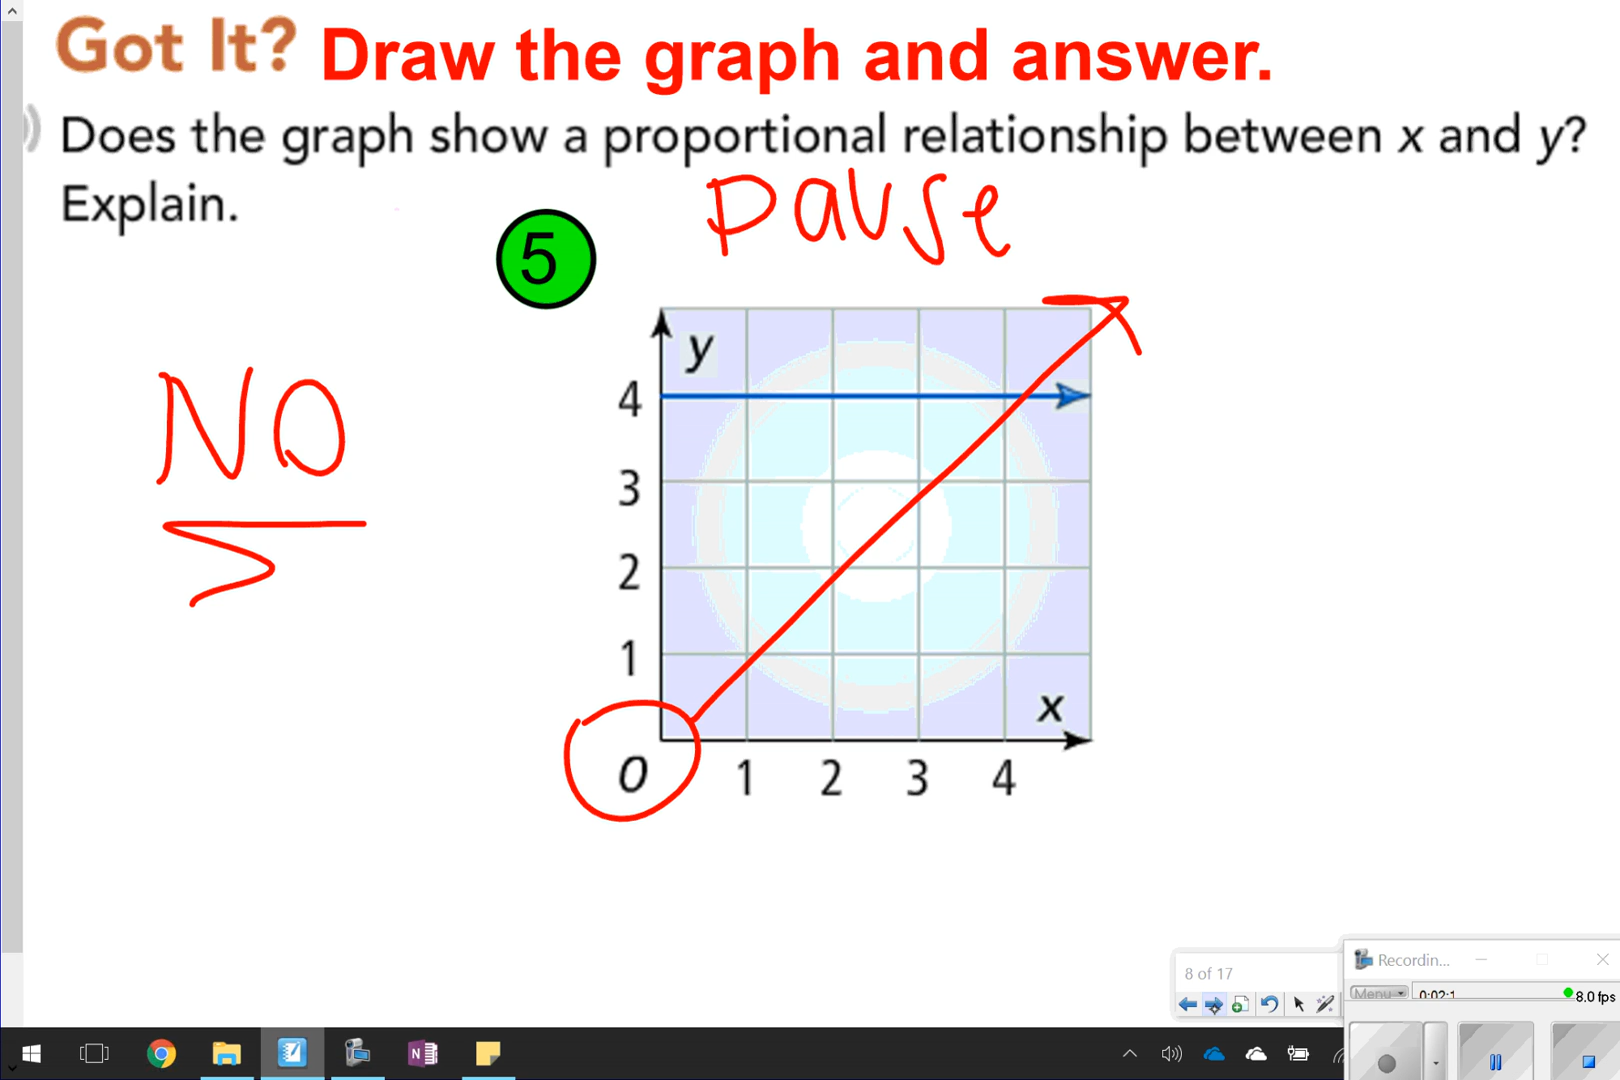 Got It? Draw the graph and answer.
Does the graph show a proportional relationship between x and y?
Explain.
pause
5
NO
y
4
3
2
1
x
O 1 2 3 4
8 of 17
Recordin...
Menu
8.0 fps